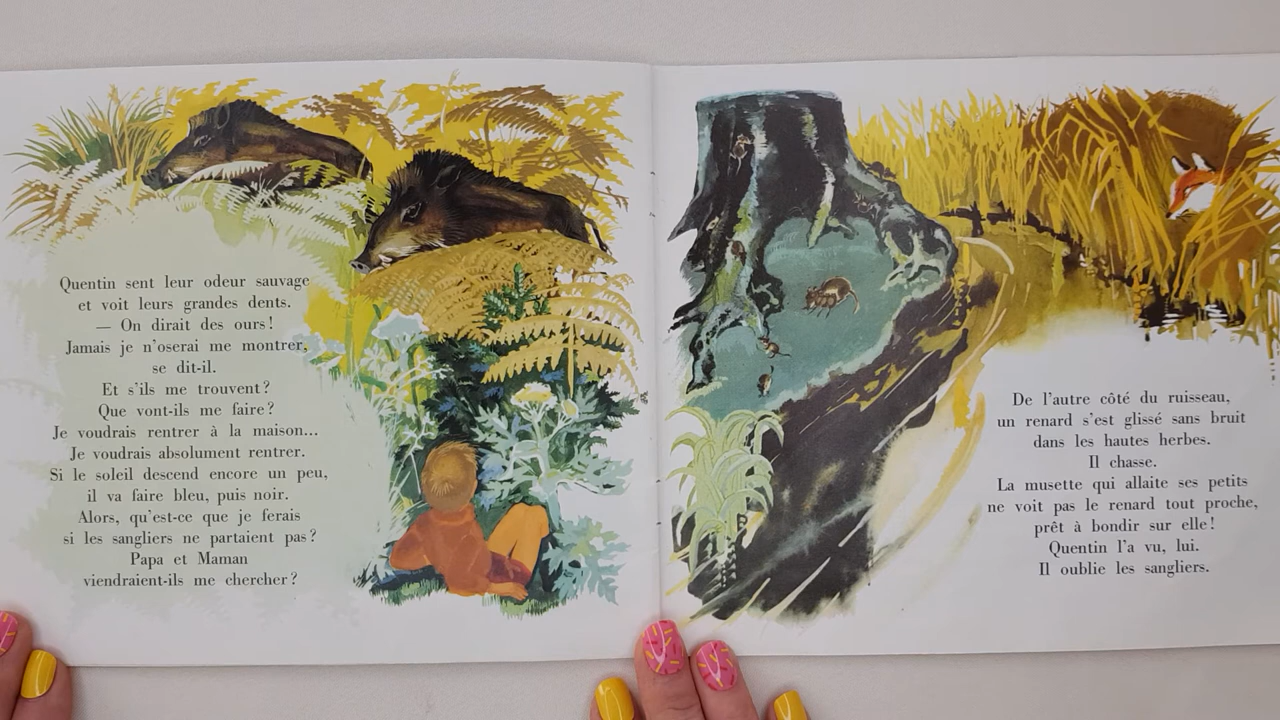 Quentin sent leur odeur sauvage
et voit leurs grandes dents.
— On dirait des ours!
Jamais je n'oserai me montrer,
se dit-il.
Et s'ils me trouvent?
Que vont-ils me faire?
Je voudrais rentrer à la maison...
Je voudrais absolument rentrer.
Si le soleil descend encore un peu,
il va faire bleu, puis noir.
Alors, qu'est-ce que je ferais
si les sangliers ne partaient pas?
Papa et Maman
viendraient-ils me chercher?
De l'autre côté du ruisseau,
un renard s'est glissé sans bruit
dans les hautes herbes.
Il chasse.
La musette qui allaite ses petits
ne voit pas le renard tout proche,
prêt à bondir sur elle!
Quentin l'a vu, lui.
Il oublie les sangliers.